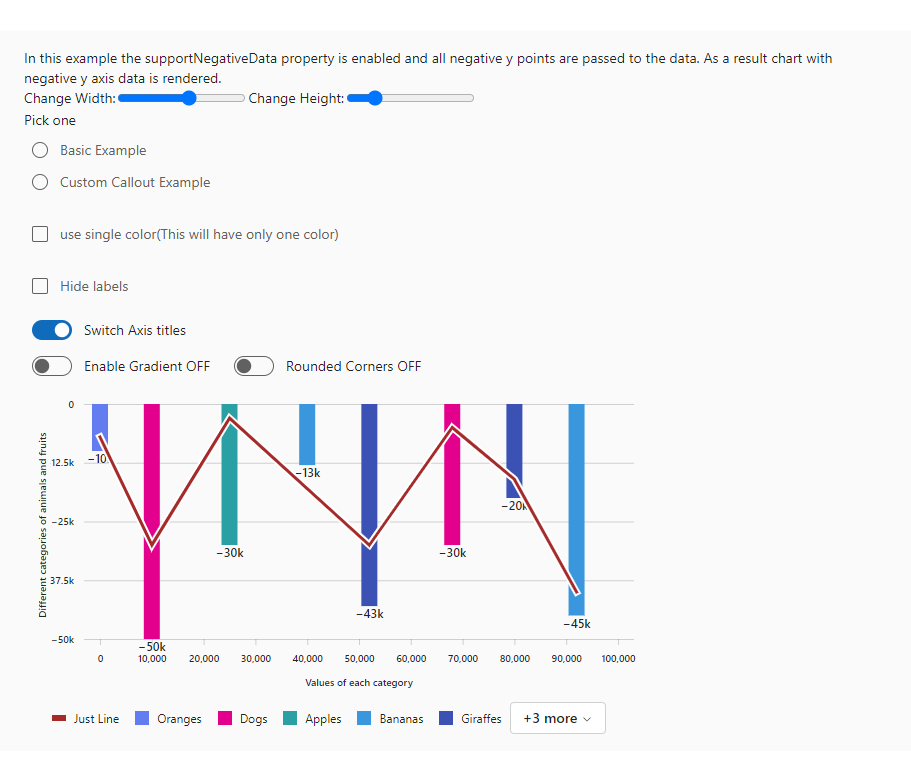 In this example the supportNegativeData property is enabled and all negative y points are passed to the data. As a result chart with
negative y axis data is rendered.
Change Width: Change Height:
Pick one
Basic Example
Custom Callout Example
use single color(This will have only one color)
Hide labels
Switch Axis titles
Enable Gradient OFF Rounded Corners OFF
Different categories of animals and fruits
0
12.5k
−25k
37.5k
−50k
−10
−50k
−30k
−13k
−43k
−30k
−20k
−45k
0 10,000 20,000 30,000 40,000 50,000 60,000 70,000 80,000 90,000 100,000
Values of each category
Just Line Oranges Dogs Apples Bananas Giraffes +3 more